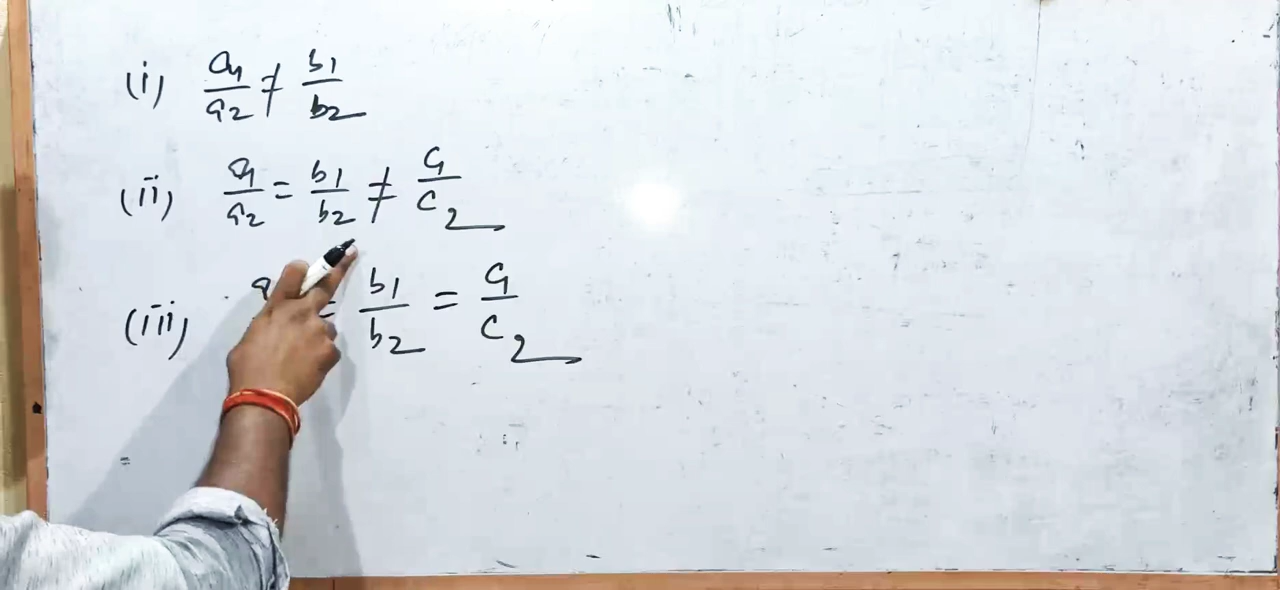 (i) a₁/a₂ ≠ b₁/b₂
(ii) a₁/a₂ = b₁/b₂ ≠ c₁/c₂
(iii) = b₁/b₂ = c₁/c₂